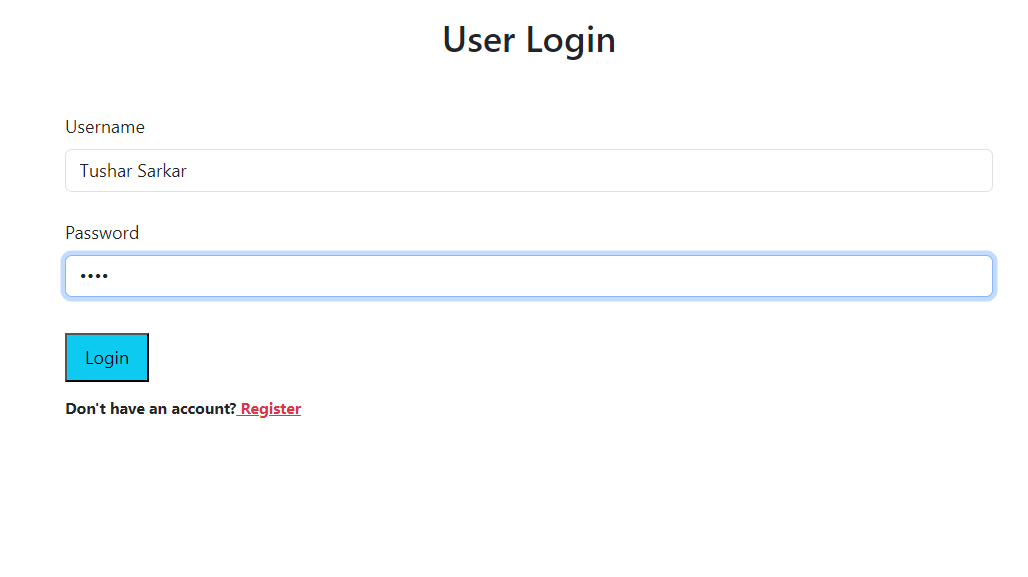 User Login
Username
Tushar Sarkar
Password
••••
Login
Don't have an account? Register